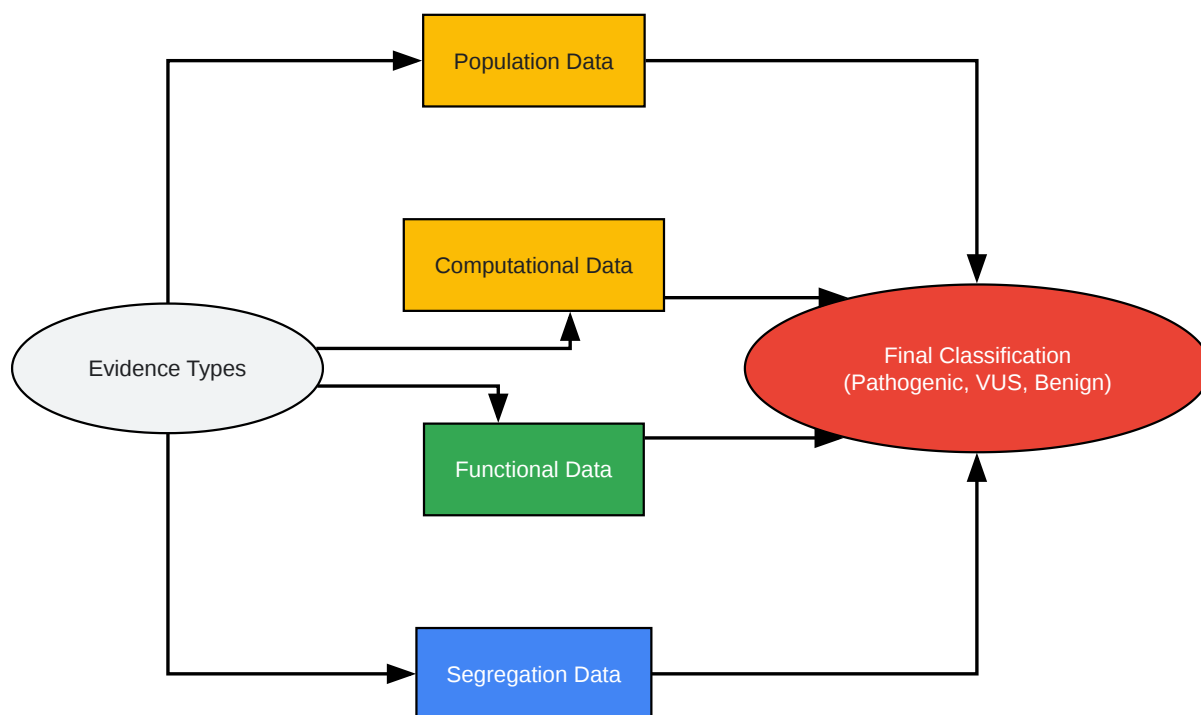 Population Data
Computational Data
Evidence Types
Final Classification
(Pathogenic, VUS, Benign)
Functional Data
Segregation Data